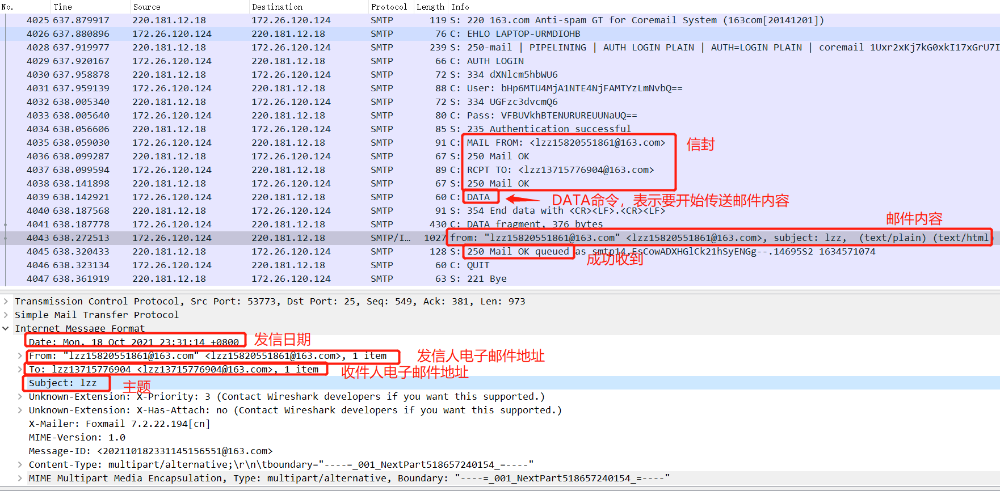 No. Time Source Destination Protocol Length Info
4025 637.879917 220.181.12.18 172.26.120.124 SMTP 119 S: 220 163.com Anti-spam GT for Coremail System (163com[20141201])
4026 637.880896 172.26.120.124 220.181.12.18 SMTP 76 C: EHLO LAPTOP-URMDIOHB
4028 637.919977 220.181.12.18 172.26.120.124 SMTP 239 S: 250-mail | PIPELINING | AUTH LOGIN PLAIN | AUTH=LOGIN PLAIN | coremail 1Uxr2xKj7kG0xkI17xGrU7I
4029 637.920167 172.26.120.124 220.181.12.18 SMTP 66 C: AUTH LOGIN
4030 637.958878 220.181.12.18 172.26.120.124 SMTP 72 S: 334 dXNlcm5hbWU6
4031 637.959139 172.26.120.124 220.181.12.18 SMTP 88 C: User: bHp6MTU4MjA1NTE4NjFAMTYzLmNvbQ==
4032 638.005340 220.181.12.18 172.26.120.124 SMTP 72 S: 334 UGFzc3dvcmQ6
4033 638.005640 172.26.120.124 220.181.12.18 SMTP 80 C: Pass: VFBUVkhBTENURUREUUNaUQ==
4034 638.056606 220.181.12.18 172.26.120.124 SMTP 85 S: 235 Authentication successful
4035 638.059030 172.26.120.124 220.181.12.18 SMTP 91 C: MAIL FROM: <lzz15820551861@163.com> 信封
4036 638.099287 220.181.12.18 172.26.120.124 SMTP 67 S: 250 Mail OK
4037 638.099594 172.26.120.124 220.181.12.18 SMTP 89 C: RCPT TO: <lzz13715776904@163.com>
4038 638.141898 220.181.12.18 172.26.120.124 SMTP 67 S: 250 Mail OK
4039 638.142921 172.26.120.124 220.181.12.18 SMTP 60 C: DATA DATA命令，表示要开始传送邮件内容
4040 638.187568 220.181.12.18 172.26.120.124 SMTP 91 S: 354 End data with <CR><LF>.<CR><LF>
4041 638.187778 172.26.120.124 220.181.12.18 SMTP 430 C: DATA fragment, 376 bytes 邮件内容
4043 638.272513 172.26.120.124 220.181.12.18 SMTP/I… 1027 from: "lzz15820551861@163.com" <lzz15820551861@163.com>, subject: lzz, (text/plain) (text/html)
4045 638.320433 220.181.12.18 172.26.120.124 SMTP 128 S: 250 Mail OK queued as smtp14,EsCowADXHGlCk21hSyENGg--.14695S2 1634571074
4046 638.323134 172.26.120.124 220.181.12.18 SMTP 60 C: QUIT 成功收到
4047 638.361919 220.181.12.18 172.26.120.124 SMTP 63 S: 221 Bye
Transmission Control Protocol, Src Port: 53773, Dst Port: 25, Seq: 549, Ack: 381, Len: 973
Simple Mail Transfer Protocol
Internet Message Format
Date: Mon, 18 Oct 2021 23:31:14 +0800 发信日期
From: "lzz15820551861@163.com" <lzz15820551861@163.com>, 1 item 发信人电子邮件地址
To: lzz13715776904 <lzz13715776904@163.com>, 1 item 收件人电子邮件地址
Subject: lzz 主题
Unknown-Extension: X-Priority: 3 (Contact Wireshark developers if you want this supported.)
Unknown-Extension: X-Has-Attach: no (Contact Wireshark developers if you want this supported.)
X-Mailer: Foxmail 7.2.22.194[cn]
MIME-Version: 1.0
Message-ID: <202110182331145156551@163.com>
Content-Type: multipart/alternative;\r\n\tboundary="----=_001_NextPart518657240154_=----"
MIME Multipart Media Encapsulation, Type: multipart/alternative, Boundary: "----=_001_NextPart518657240154_=----"